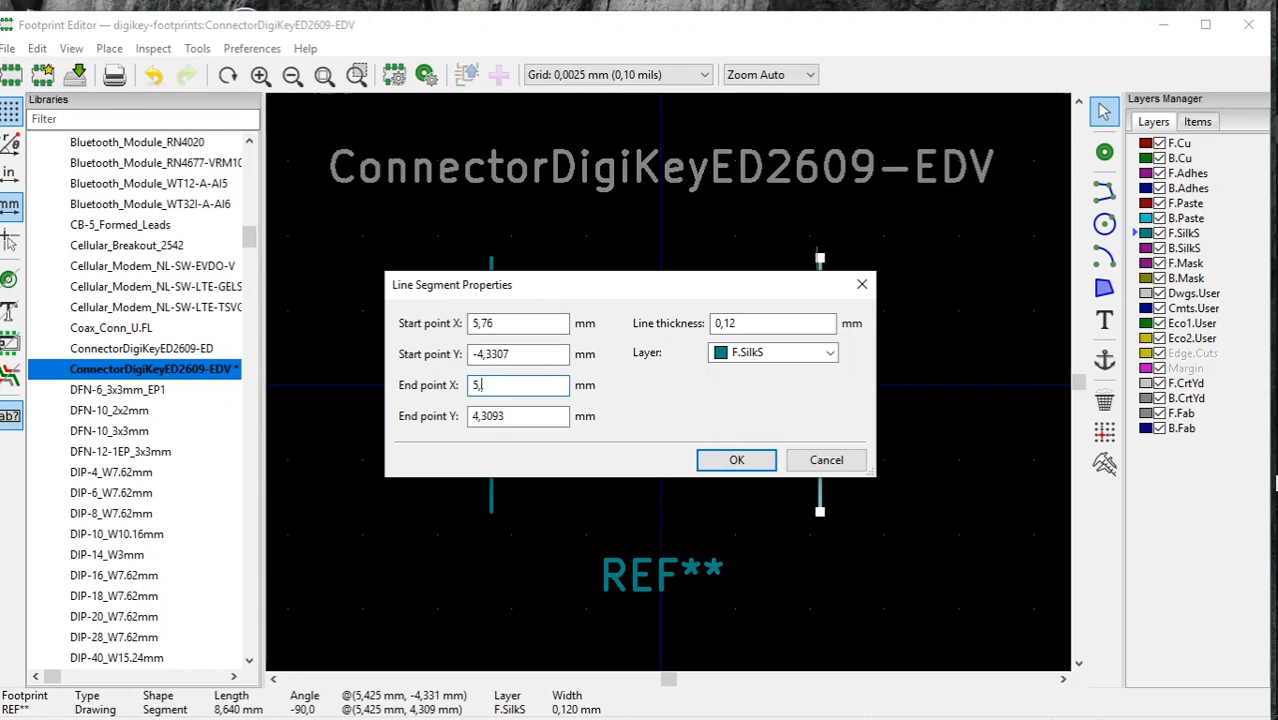 Footprint Editor — digikey-footprints:ConnectorDigiKeyED2609-EDV
File Edit View Place Inspect Tools Preferences Help
Grid: 0,0025 mm (0,10 mils)
Zoom Auto
Libraries
Filter
Bluetooth_Module_RN4020
Bluetooth_Module_RN4677-VRM10
Bluetooth_Module_WT12-A-AI5
Bluetooth_Module_WT32I-A-AI6
CB-5_Formed_Leads
Cellular_Breakout_2542
Cellular_Modem_NL-SW-EVDO-V
Cellular_Modem_NL-SW-LTE-GELS
Cellular_Modem_NL-SW-LTE-TSVG
Coax_Conn_U.FL
ConnectorDigiKeyED2609-ED
ConnectorDigiKeyED2609-EDV *
DFN-6_3x3mm_EP1
DFN-10_2x2mm
DFN-10_3x3mm
DFN-12-1EP_3x3mm
DIP-4_W7.62mm
DIP-6_W7.62mm
DIP-8_W7.62mm
DIP-10_W10.16mm
DIP-14_W3mm
DIP-16_W7.62mm
DIP-18_W7.62mm
DIP-20_W7.62mm
DIP-28_W7.62mm
DIP-40_W15.24mm
in
mm
ab?
ConnectorDigiKeyED2609-EDV
Line Segment Properties
Start point X: 5,76 mm
Line thickness: 0,12 mm
Start point Y: -4,3307 mm
Layer: F.SilkS
End point X: 5, mm
End point Y: 4,3093 mm
OK
Cancel
REF**
Layers Manager
Layers Items
F.Cu
B.Cu
F.Adhes
B.Adhes
F.Paste
B.Paste
F.SilkS
B.SilkS
F.Mask
B.Mask
Dwgs.User
Cmts.User
Eco1.User
Eco2.User
Edge.Cuts
Margin
F.CrtYd
B.CrtYd
F.Fab
B.Fab
Footprint Type Shape Length Angle @(5,425 mm, -4,331 mm) Layer Width
REF** Drawing Segment 8,640 mm -90,0 @(5,425 mm, 4,309 mm) F.SilkS 0,120 mm